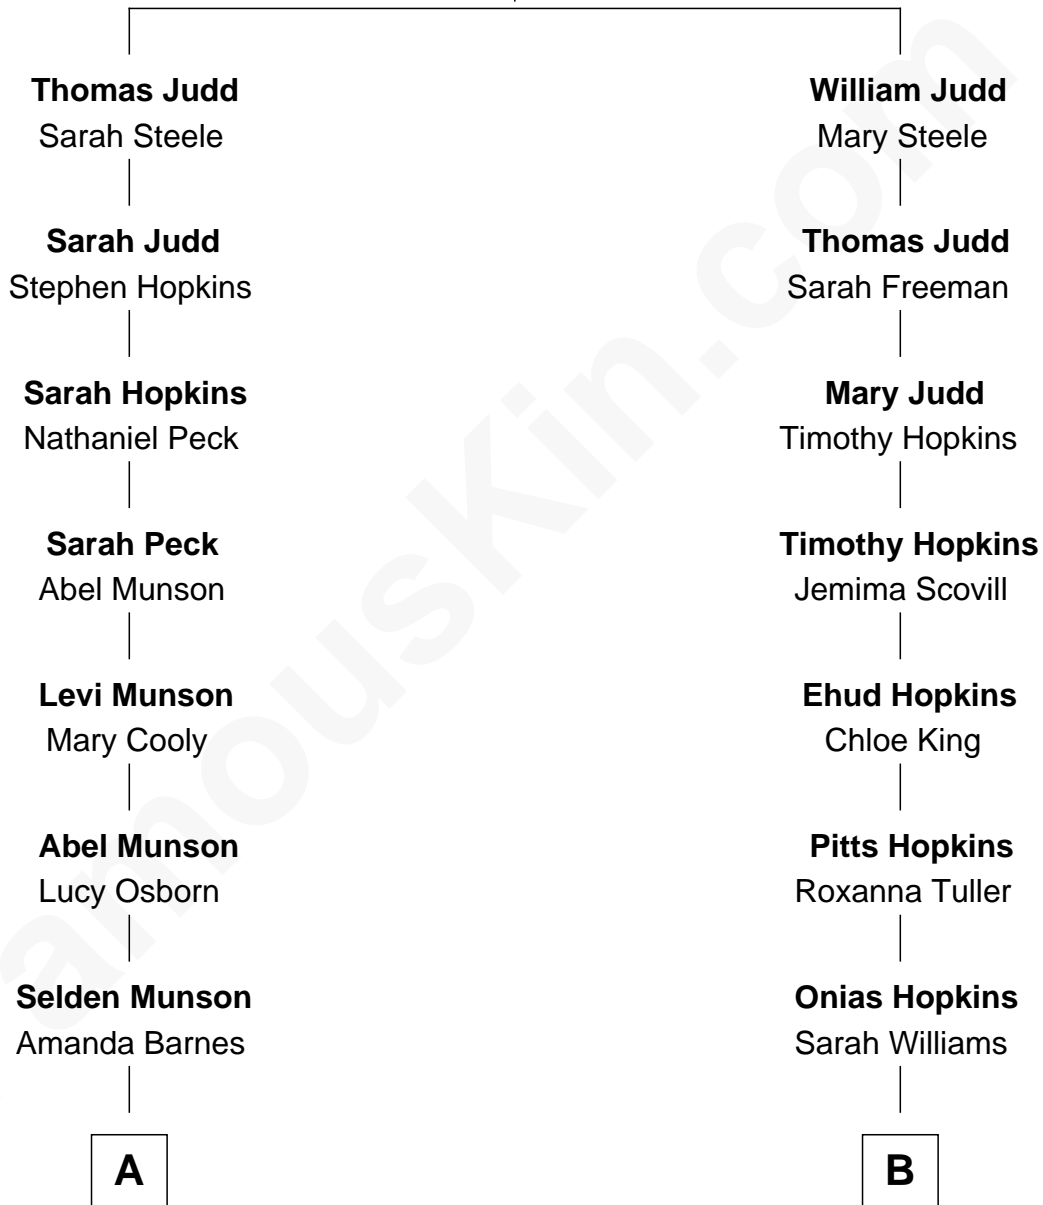 Thomas Judd
Sarah Steele
Sarah Judd
Stephen Hopkins
Sarah Hopkins
Nathaniel Peck
Sarah Peck
Abel Munson
Levi Munson
Mary Cooly
Abel Munson
Lucy Osborn
Selden Munson
Amanda Barnes
A
William Judd
Mary Steele
Thomas Judd
Sarah Freeman
Mary Judd
Timothy Hopkins
Timothy Hopkins
Jemima Scovill
Ehud Hopkins
Chloe King
Pitts Hopkins
Roxanna Tuller
Onias Hopkins
Sarah Williams
B
amousKin.com